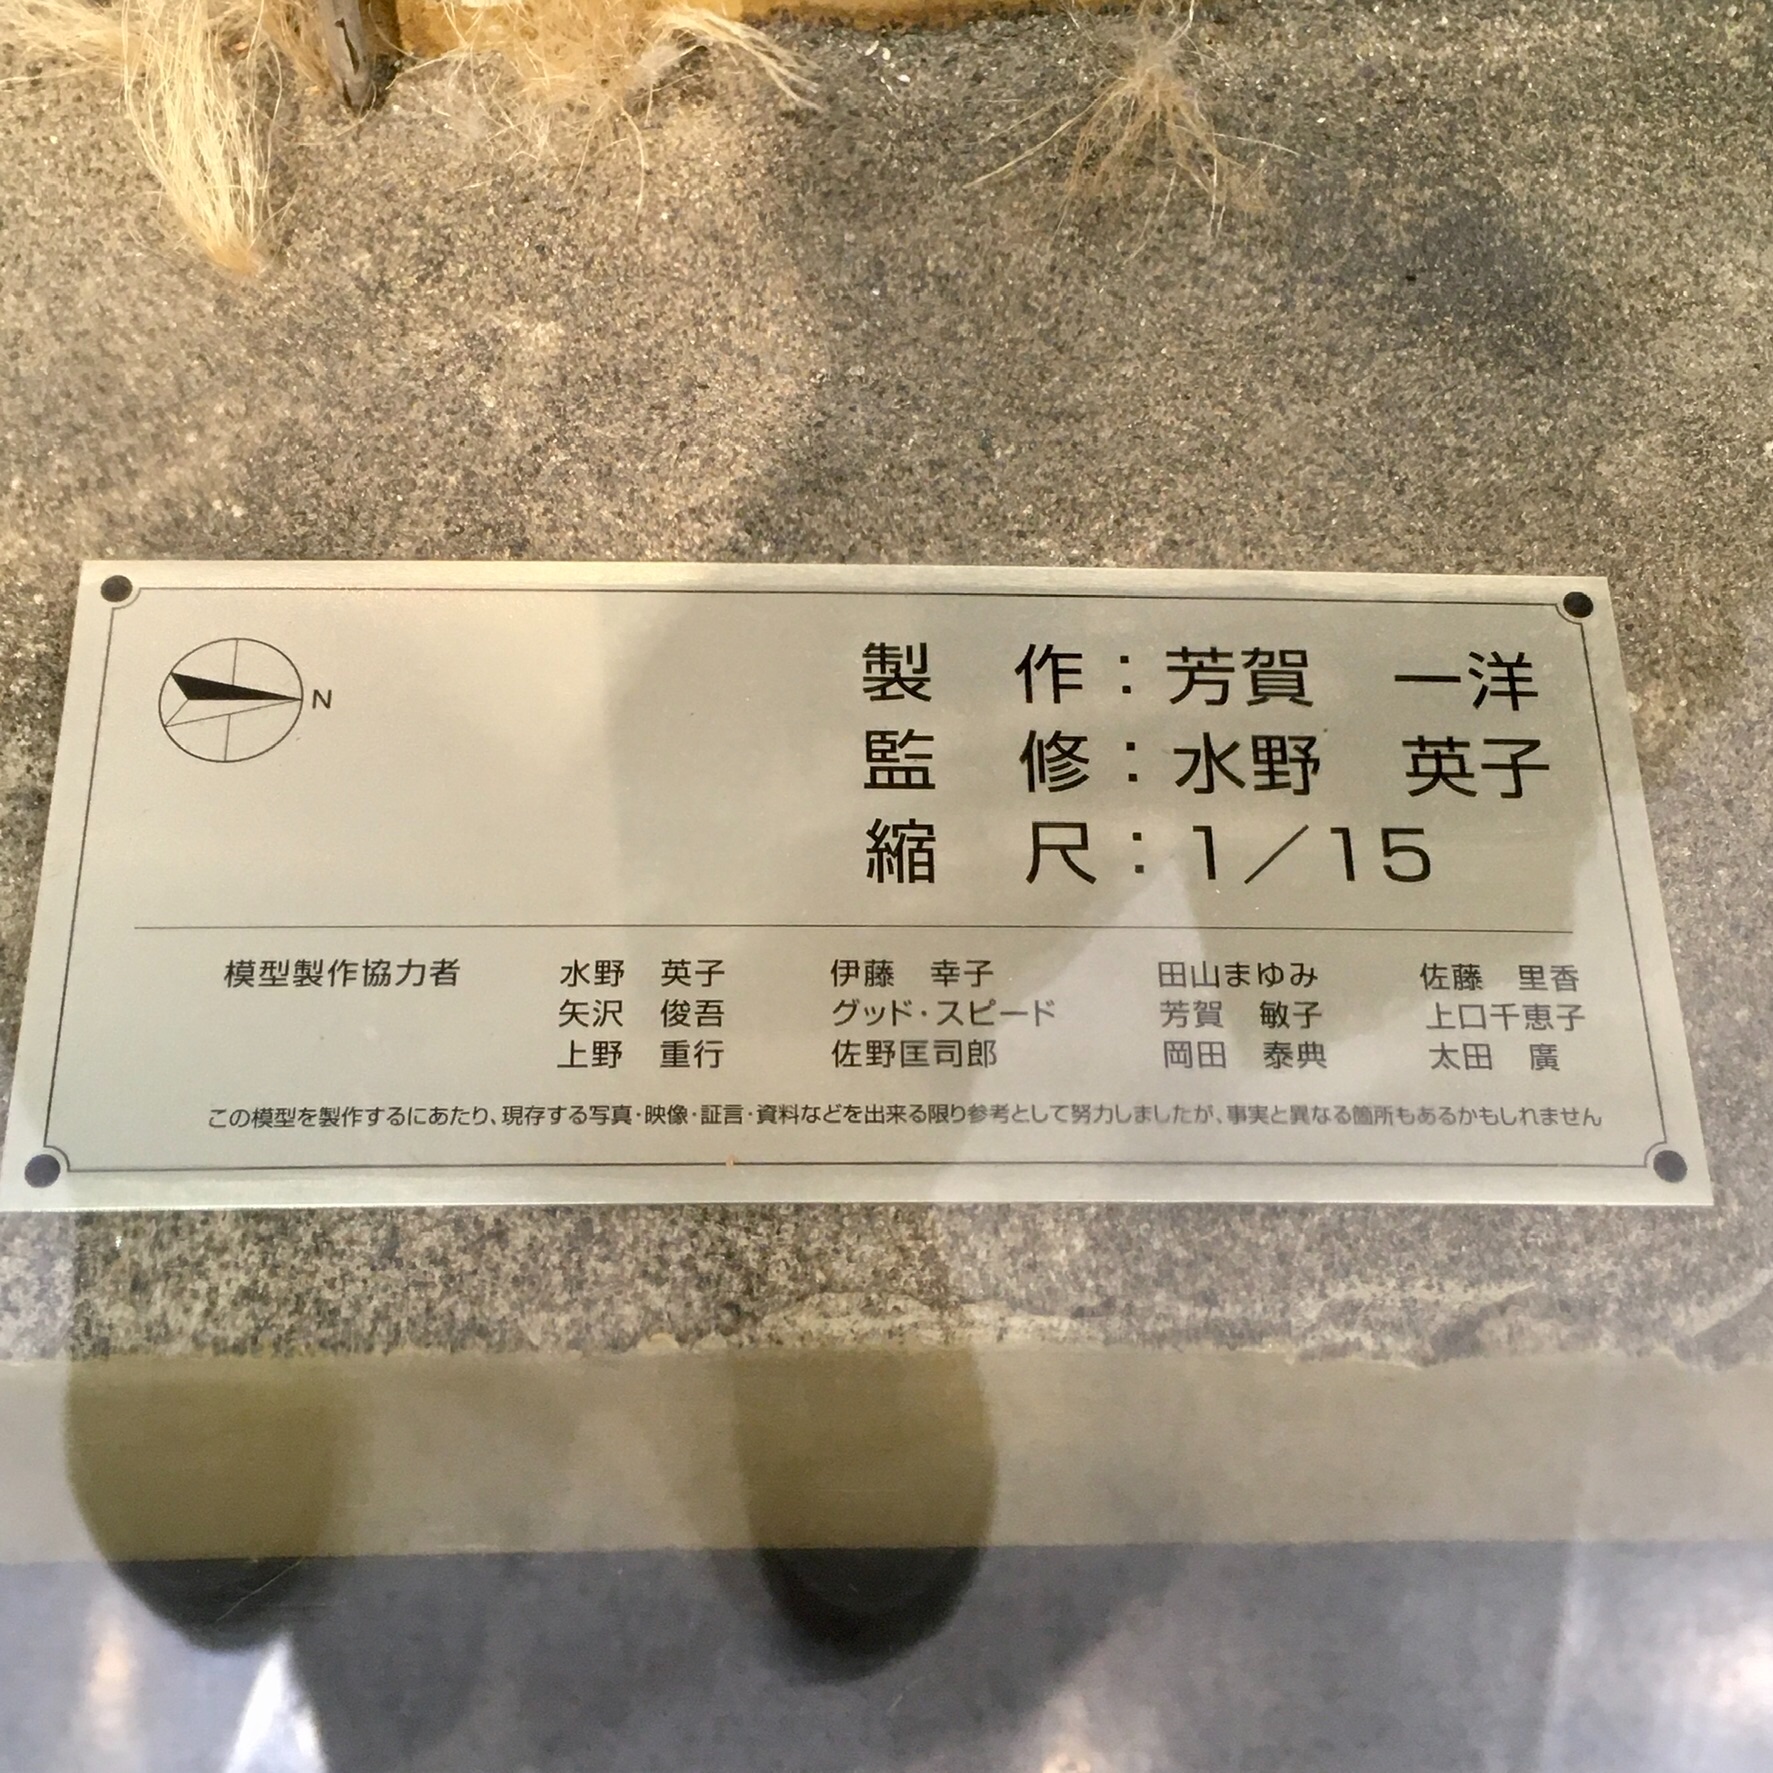 N
製　作：芳賀　一洋
監　修：水野　英子
縮　尺：1／15
模型製作協力者　水野　英子　伊藤　幸子　田山まゆみ　佐藤　里香
矢沢　俊吾　グッド・スピード　芳賀　敏子　上口千恵子
上野　重行　佐野匡司郎　岡田　泰典　太田　廣
この模型を製作するにあたり、現存する写真・映像・証言・資料などを出来る限り参考として努力しましたが、事実と異なる箇所もあるかもしれません